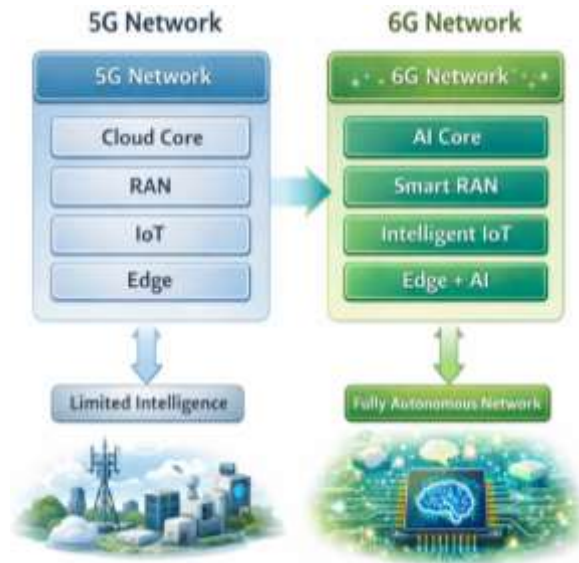 5G Network
5G Network
Cloud Core
RAN
IoT
Edge
Limited Intelligence
6G Network
6G Network
AI Core
Smart RAN
Intelligent IoT
Edge + AI
Fully Autonomous Network